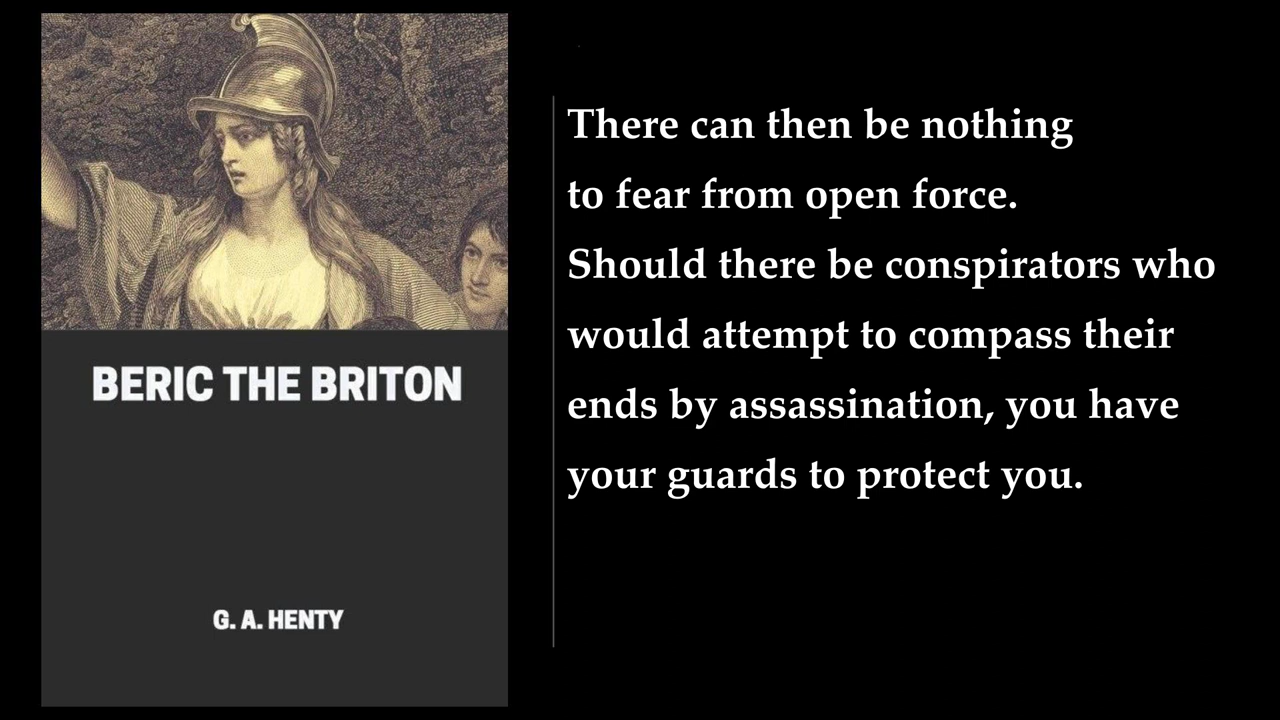 BERIC THE BRITON
G. A. HENTY
There can then be nothing
to fear from open force.
Should there be conspirators who
would attempt to compass their
ends by assassination, you have
your guards to protect you.